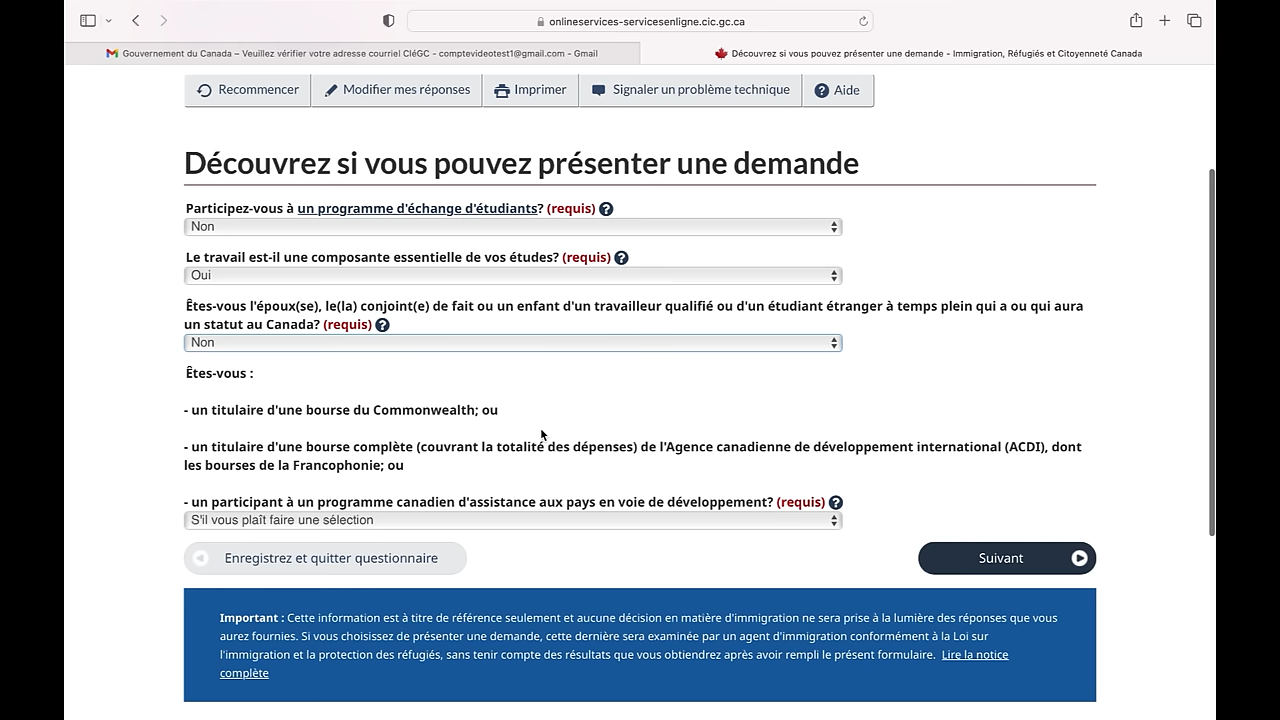 onlineservices-servicesenligne.cic.gc.ca
Gouvernement du Canada – Veuillez vérifier votre adresse courriel CléGC - comptevideotest1@gmail.com - Gmail
Découvrez si vous pouvez présenter une demande - Immigration, Réfugiés et Citoyenneté Canada
Recommencer
Modifier mes réponses
Imprimer
Signaler un problème technique
Aide
Découvrez si vous pouvez présenter une demande
Participez-vous à un programme d'échange d'étudiants? (requis)
Non
Le travail est-il une composante essentielle de vos études? (requis)
Oui
Êtes-vous l'époux(se), le(la) conjoint(e) de fait ou un enfant d'un travailleur qualifié ou d'un étudiant étranger à temps plein qui a ou qui aura
un statut au Canada? (requis)
Non
Êtes-vous :
- un titulaire d'une bourse du Commonwealth; ou
- un titulaire d'une bourse complète (couvrant la totalité des dépenses) de l'Agence canadienne de développement international (ACDI), dont
les bourses de la Francophonie; ou
- un participant à un programme canadien d'assistance aux pays en voie de développement? (requis)
S'il vous plaît faire une sélection
Enregistrez et quitter questionnaire
Suivant
Important : Cette information est à titre de référence seulement et aucune décision en matière d'immigration ne sera prise à la lumière des réponses que vous
aurez fournies. Si vous choisissez de présenter une demande, cette dernière sera examinée par un agent d'immigration conformément à la Loi sur
l'immigration et la protection des réfugiés, sans tenir compte des résultats que vous obtiendrez après avoir rempli le présent formulaire. Lire la notice
complète